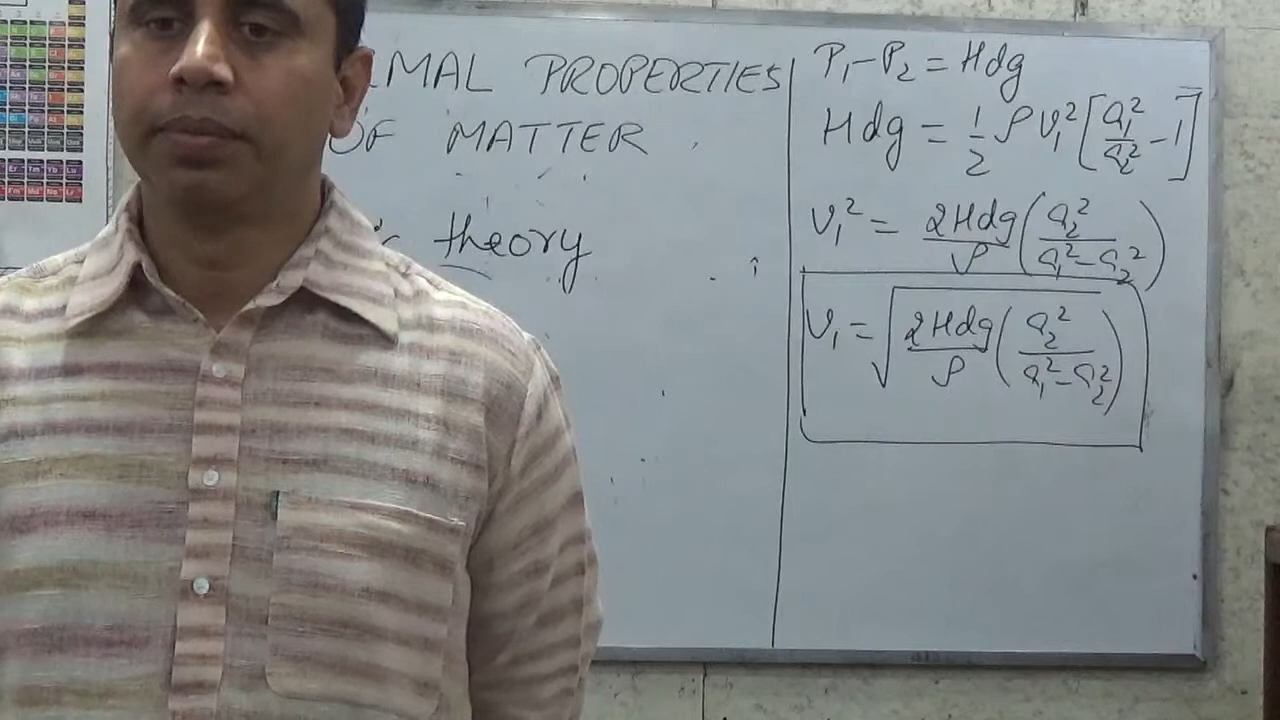 MAL PROPERTIES
OF MATTER
theory
P₁-P₂ = Hdg
Hdg = 1/2 ρ v₁² [a₁²/a₂² - 1]
v₁² = 2Hdg/ρ (a₂²/a₁²-a₂²)
v₁ = √2Hdg/ρ (a₂²/a₁²-a₂²)